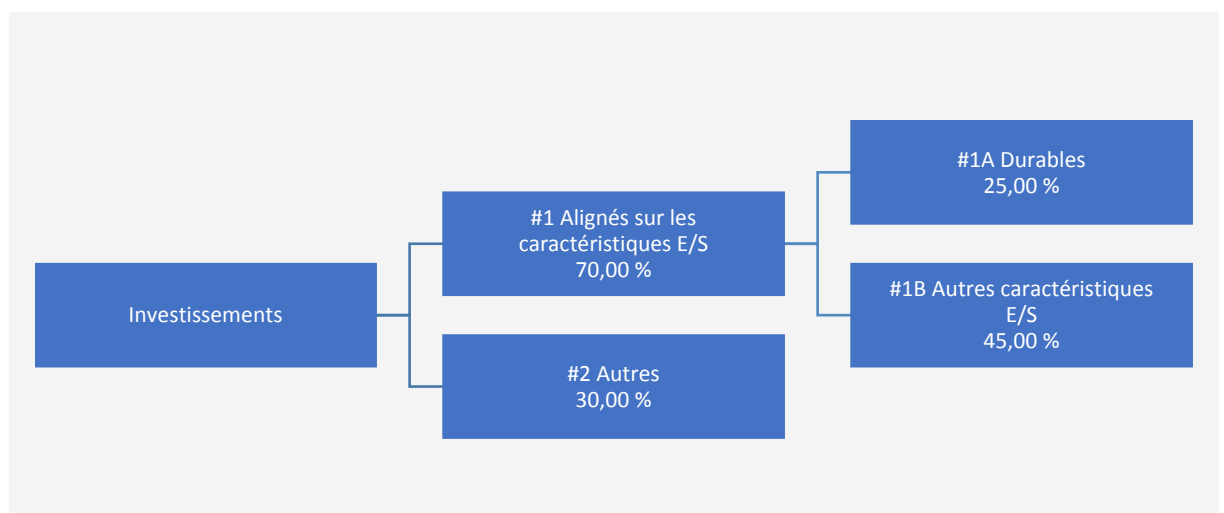 Investissements
#1 Alignés sur les
caractéristiques E/S
70,00 %
#2 Autres
30,00 %
#1A Durables
25,00 %
#1B Autres caractéristiques
E/S
45,00 %